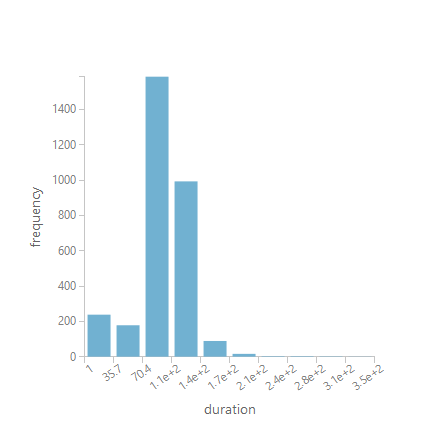 frequency
1400
1200
1000
800
600
400
200
0
1
35.7
70.4
1.1e+2
1.4e+2
1.7e+2
2.1e+2
2.4e+2
2.8e+2
3.1e+2
3.5e+2
duration